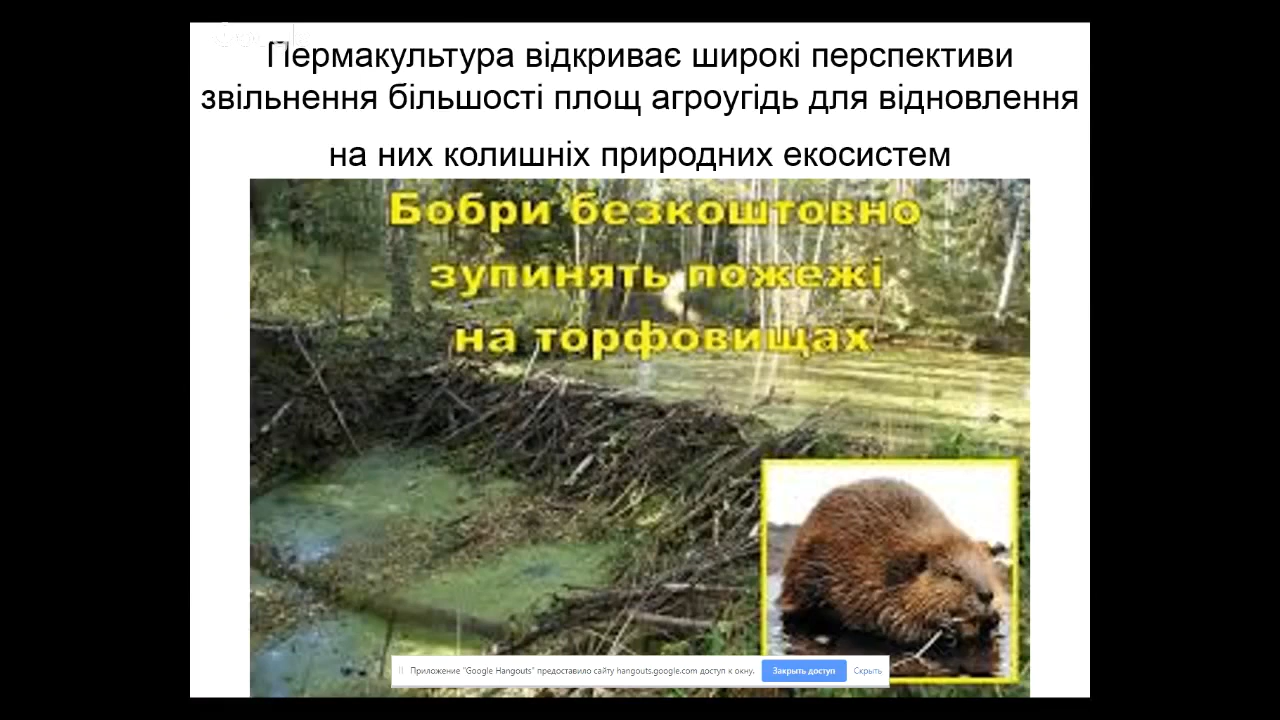 Пермакультура відкриває широкі перспективи
звільнення більшості площ агроугідь для відновлення
на них колишніх природних екосистем
Бобри безкоштовно
зупинять пожежі
на торфовищах
Приложение "Google Hangouts" предоставило сайту hangouts.google.com доступ к окну.
Закрыть доступ
Скрыть